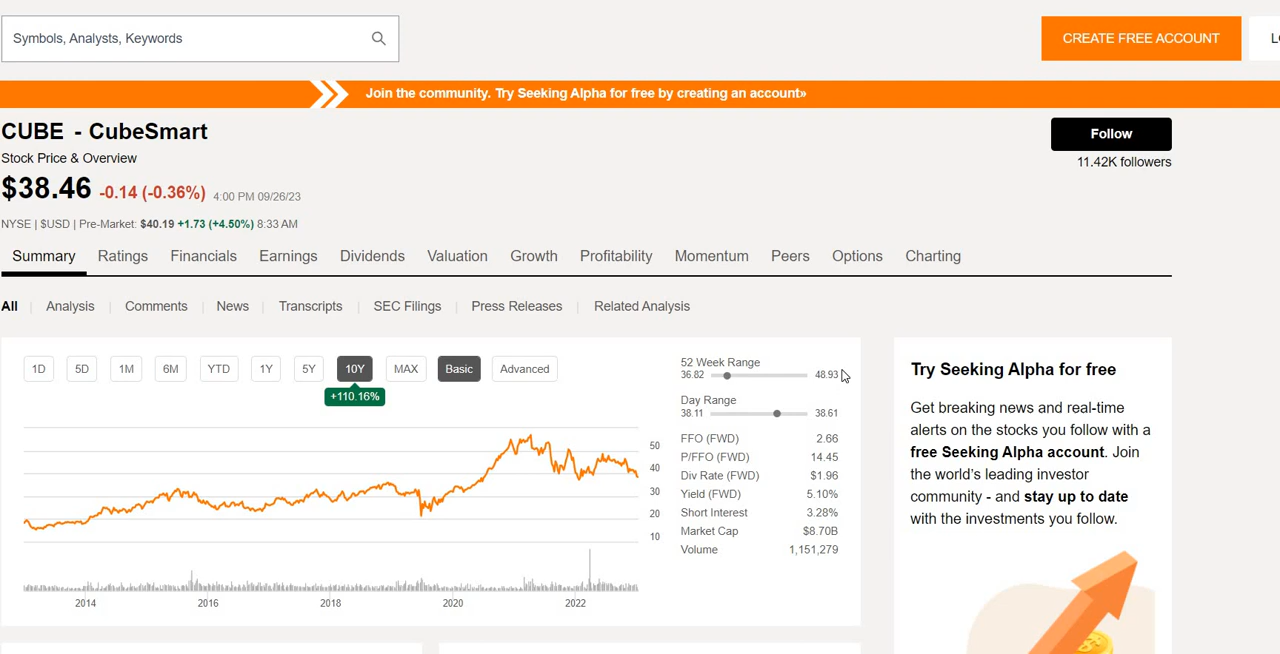 Symbols, Analysts, Keywords
CREATE FREE ACCOUNT
Join the community. Try Seeking Alpha for free by creating an account»
CUBE - CubeSmart
Follow
Stock Price & Overview
11.42K followers
$38.46 -0.14 (-0.36%) 4:00 PM 09/26/23
NYSE | $USD | Pre-Market: $40.19 +1.73 (+4.50%) 8:33 AM
Summary Ratings Financials Earnings Dividends Valuation Growth Profitability Momentum Peers Options Charting
All | Analysis | Comments | News | Transcripts | SEC Filings | Press Releases | Related Analysis
1D 5D 1M 6M YTD 1Y 5Y 10Y MAX Basic Advanced
+110.16%
50
40
30
20
10
2014 2016 2018 2020 2022
52 Week Range
36.82 48.93
Day Range
38.11 38.61
FFO (FWD) 2.66
P/FFO (FWD) 14.45
Div Rate (FWD) $1.96
Yield (FWD) 5.10%
Short Interest 3.28%
Market Cap $8.70B
Volume 1,151,279
Try Seeking Alpha for free
Get breaking news and real-time
alerts on the stocks you follow with a
free Seeking Alpha account. Join
the world's leading investor
community - and stay up to date
with the investments you follow.